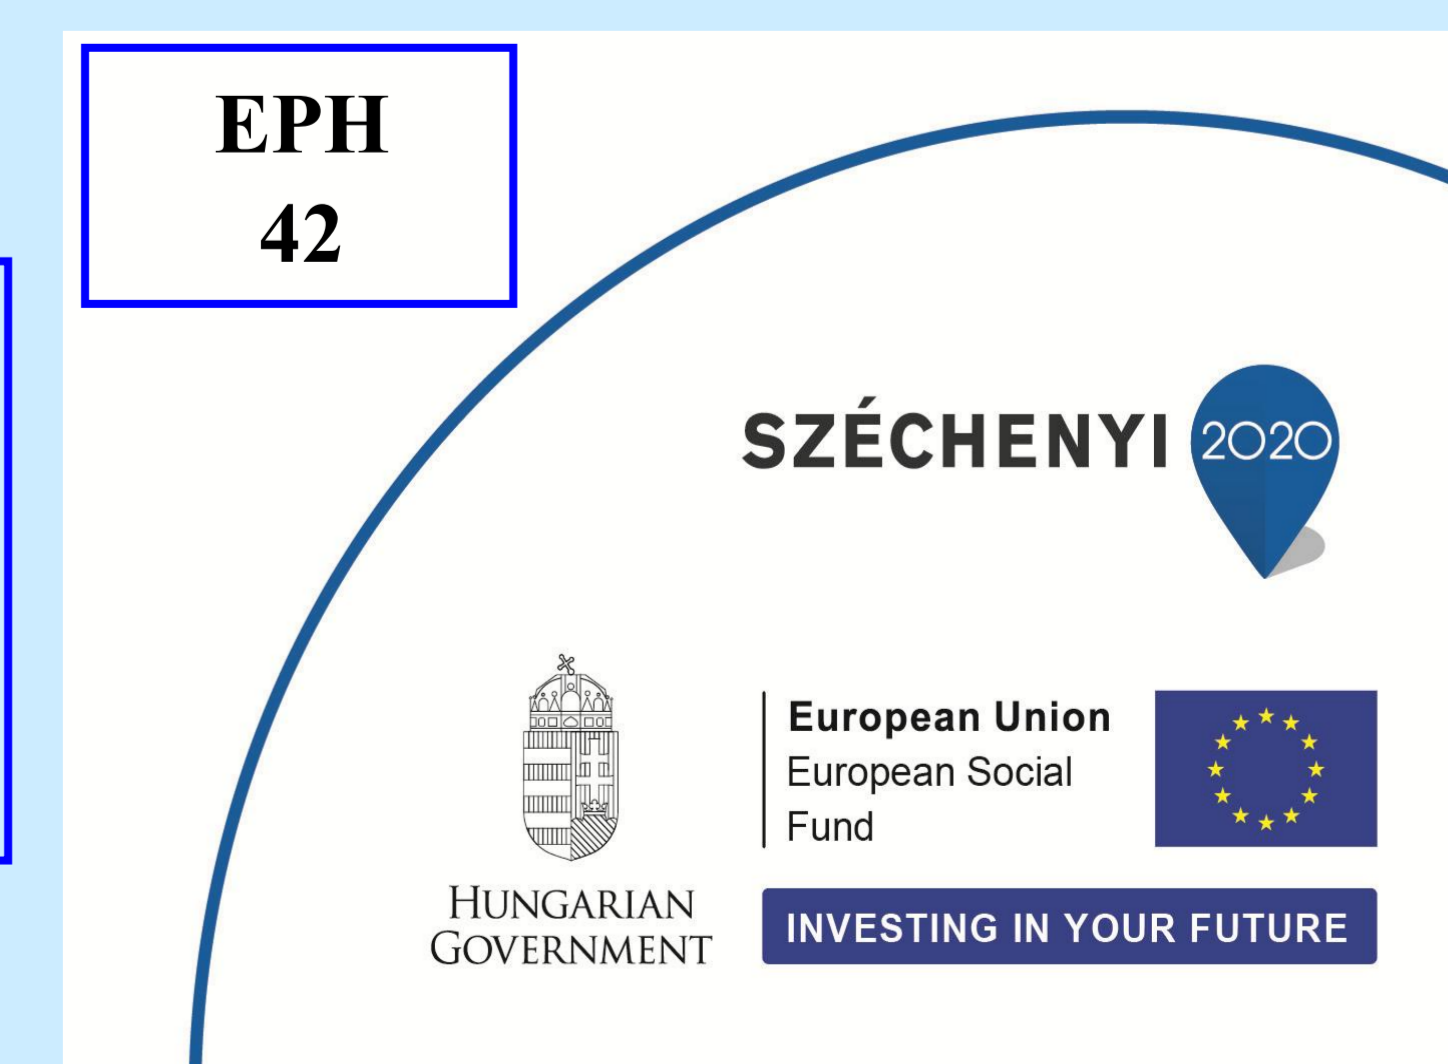 EPH
42
SZÉCHENYI 2020
European Union
European Social
Fund
HUNGARIAN
GOVERNMENT
INVESTING IN YOUR FUTURE